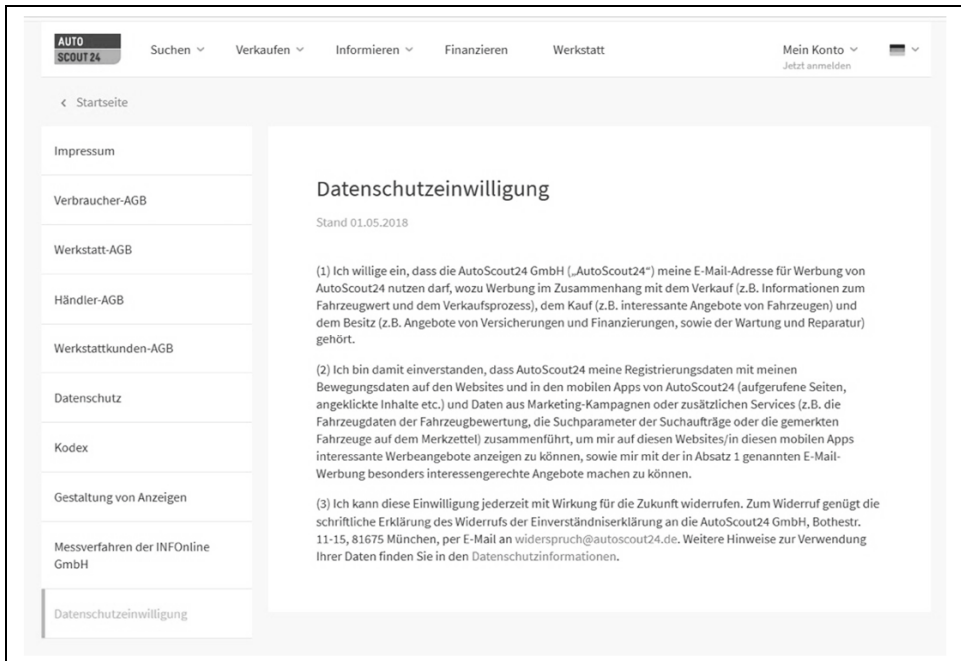 AUTO
SCOUT 24
Suchen Verkaufen Informieren Finanzieren Werkstatt Mein Konto
Jetzt anmelden
Startseite
Impressum
Verbraucher-AGB
Werkstatt-AGB
Händler-AGB
Werkstattkunden-AGB
Datenschutz
Kodex
Gestaltung von Anzeigen
Messverfahren der INFOnline
GmbH
Datenschutzeinwilligung
Datenschutzeinwilligung
Stand 01.05.2018
(1) Ich willige ein, dass die AutoScout24 GmbH („AutoScout24“) meine E-Mail-Adresse für Werbung von
AutoScout24 nutzen darf, wozu Werbung im Zusammenhang mit dem Verkauf (z.B. Informationen zum
Fahrzeugwert und dem Verkaufsprozess), dem Kauf (z.B. interessante Angebote von Fahrzeugen) und
dem Besitz (z.B. Angebote von Versicherungen und Finanzierungen, sowie der Wartung und Reparatur)
gehört.
(2) Ich bin damit einverstanden, dass AutoScout24 meine Registrierungsdaten mit meinen
Bewegungsdaten auf den Websites und in den mobilen Apps von AutoScout24 (aufgerufene Seiten,
angeklickte Inhalte etc.) und Daten aus Marketing-Kampagnen oder zusätzlichen Services (z.B. die
Fahrzeugdaten der Fahrzeugbewertung, die Suchparameter der Suchaufträge oder die gemerkten
Fahrzeuge auf dem Merkzettel) zusammenführt, um mir auf diesen Websites/in diesen mobilen Apps
interessante Werbeangebote anzeigen zu können, sowie mir mit der in Absatz 1 genannten E-Mail-
Werbung besonders interessengerechte Angebote machen zu können.
(3) Ich kann diese Einwilligung jederzeit mit Wirkung für die Zukunft widerrufen. Zum Widerruf genügt die
schriftliche Erklärung des Widerrufs der Einverständniserklärung an die AutoScout24 GmbH, Bothestr.
11-15, 81675 München, per E-Mail an widerspruch@autoscout24.de. Weitere Hinweise zur Verwendung
Ihrer Daten finden Sie in den Datenschutzinformationen.